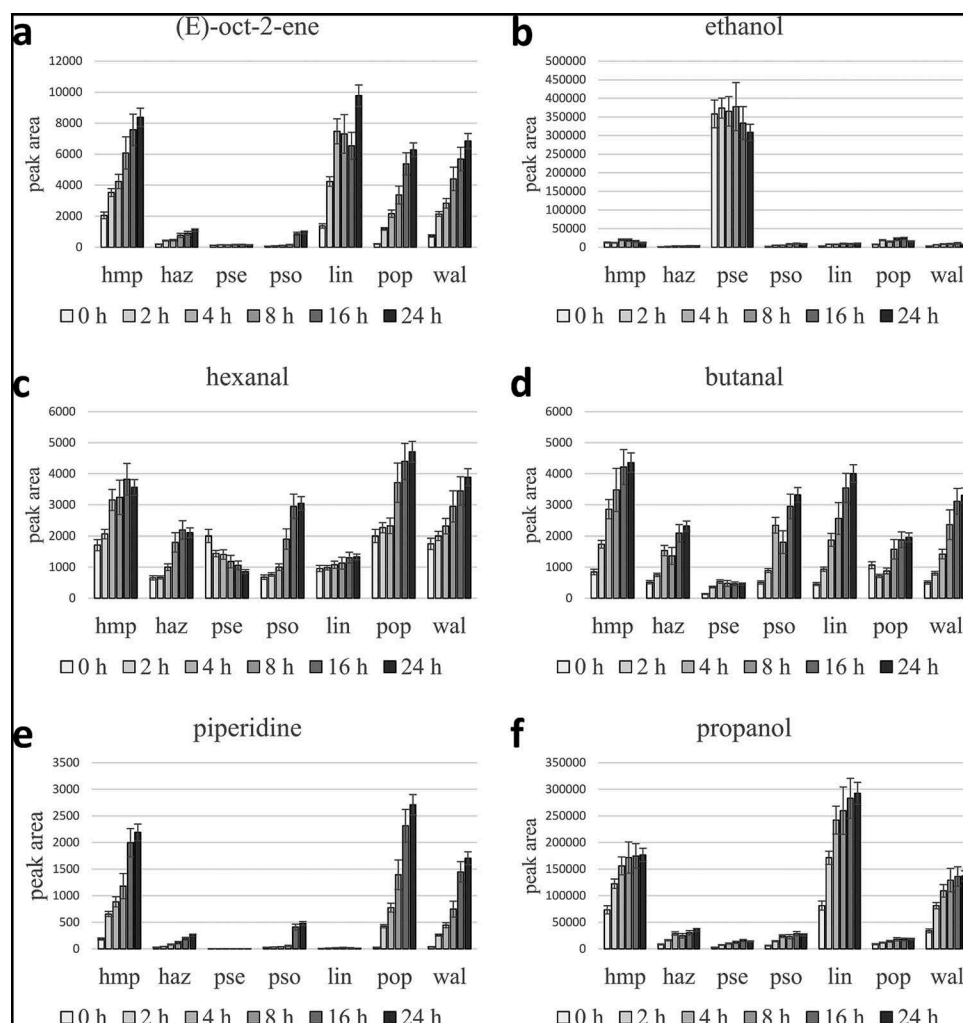 a (E)-oct-2-ene
peak area
12000
10000
8000
6000
4000
2000
0
hmp haz pse pso lin pop wal
0 h 2 h 4 h 8 h 16 h 24 h
b ethanol
peak area
500000
450000
400000
350000
300000
250000
200000
150000
100000
50000
0
hmp haz pse pso lin pop wal
0 h 2 h 4 h 8 h 16 h 24 h
c hexanal
peak area
6000
5000
4000
3000
2000
1000
0
hmp haz pse pso lin pop wal
0 h 2 h 4 h 8 h 16 h 24 h
d butanal
peak area
6000
5000
4000
3000
2000
1000
0
hmp haz pse pso lin pop wal
0 h 2 h 4 h 8 h 16 h 24 h
e piperidine
peak area
3500
3000
2500
2000
1500
1000
500
0
hmp haz pse pso lin pop wal
0 h 2 h 4 h 8 h 16 h 24 h
f propanol
peak area
350000
300000
250000
200000
150000
100000
50000
0
hmp haz pse pso lin pop wal
0 h 2 h 4 h 8 h 16 h 24 h